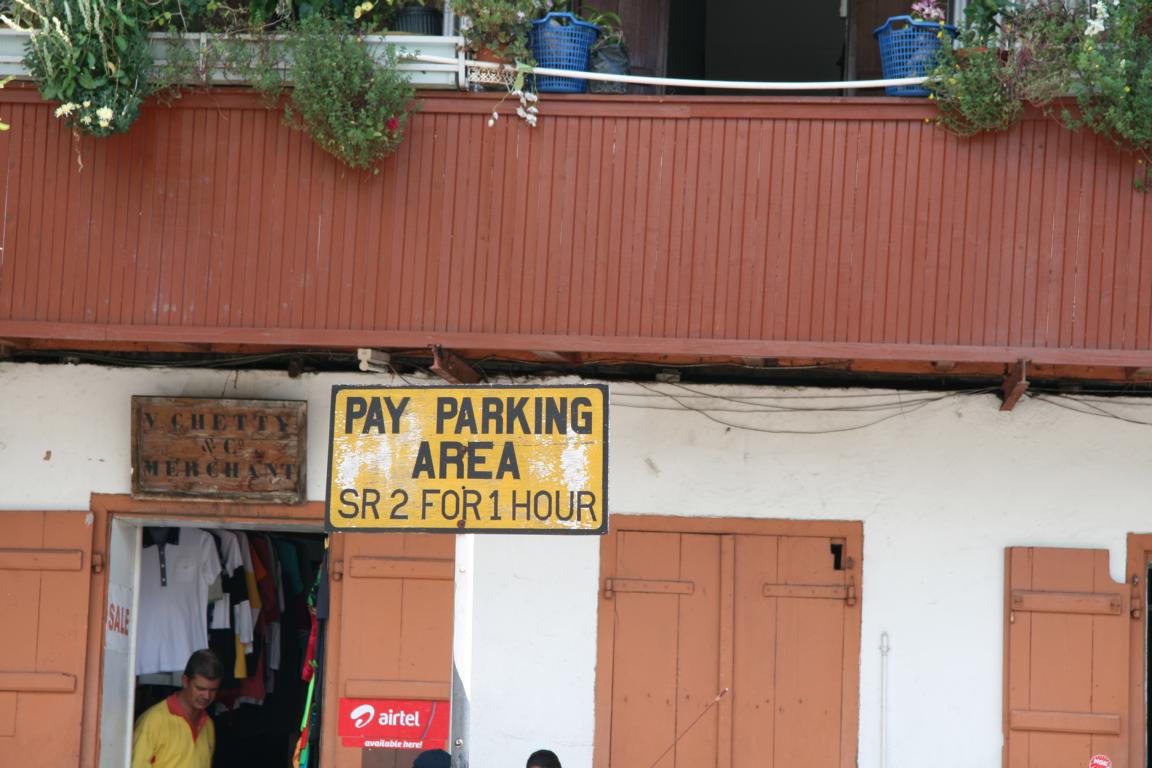 V. CHETTY
& Co
MERCHANT
PAY PARKING
AREA
SR 2 FOR 1 HOUR
SALE
airtel
available here!